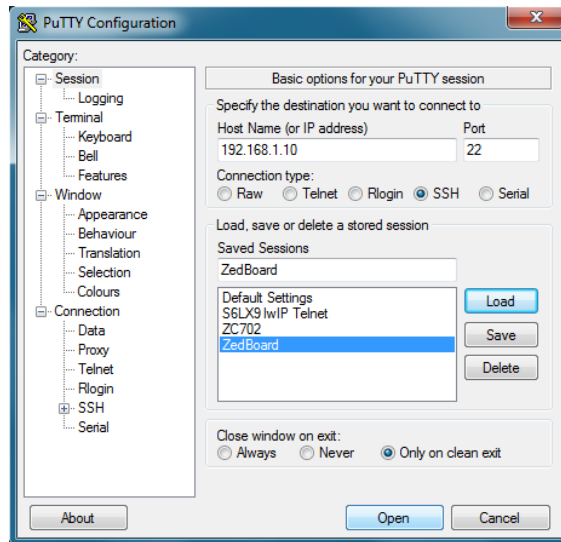 PuTTY Configuration
Category:
Session
Logging
Terminal
Keyboard
Bell
Features
Window
Appearance
Behaviour
Translation
Selection
Colours
Connection
Data
Proxy
Telnet
Rlogin
SSH
Serial
Basic options for your PuTTY session
Specify the destination you want to connect to
Host Name (or IP address) Port
192.168.1.10 22
Connection type:
Raw Telnet Rlogin SSH Serial
Load, save or delete a stored session
Saved Sessions
ZedBoard
Default Settings
S6LX9 lwIP Telnet
ZC702
ZedBoard
Load
Save
Delete
Close window on exit:
Always Never Only on clean exit
About Open Cancel